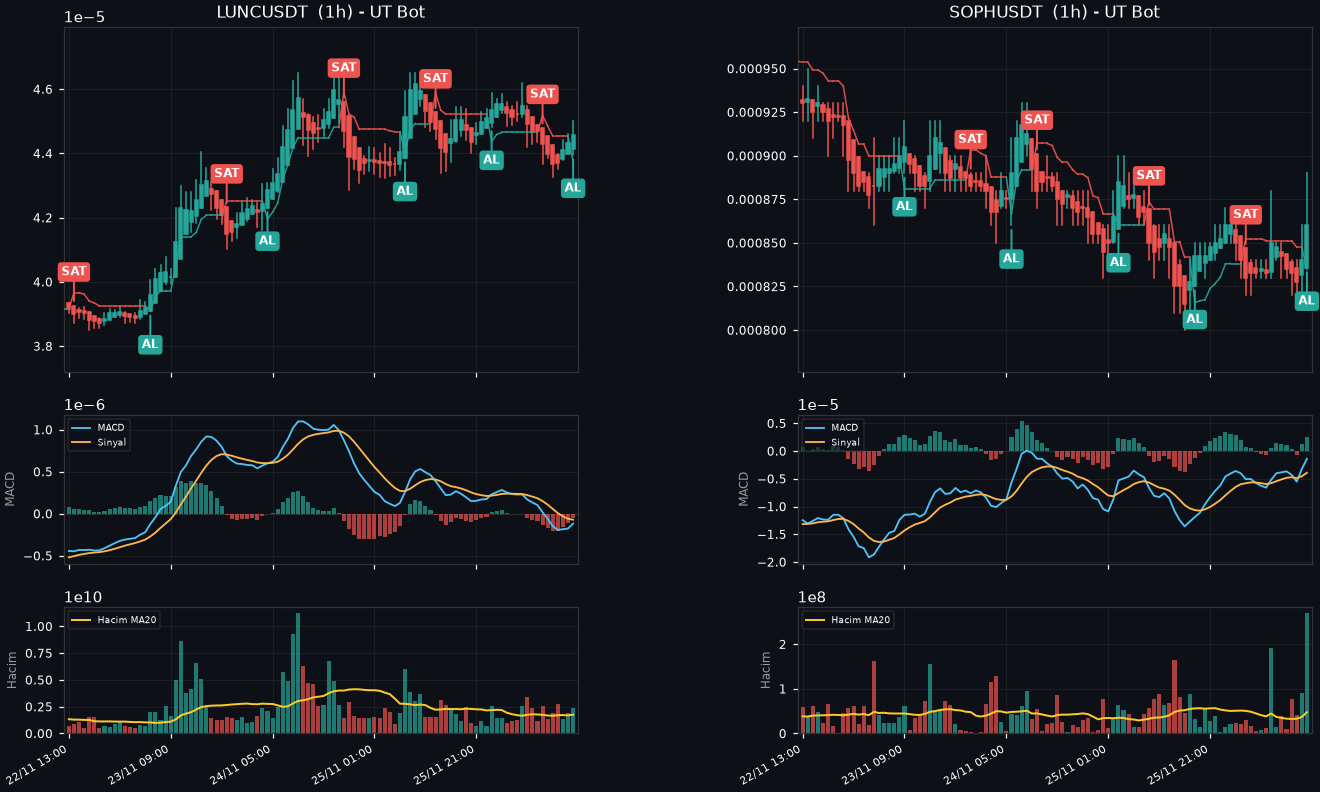 LUNCUSDT (1h) - UT Bot
1e−5
4.6
4.4
4.2
4.0
3.8
SAT
AL
SAT
AL
SAT
AL
SAT
AL
SAT
AL
1e−6
MACD
1.0
0.5
0.0
−0.5
MACD
Sinyal
1e10
Hacim
1.00
0.75
0.50
0.25
0.00
Hacim MA20
22/11 13:00
23/11 09:00
24/11 05:00
25/11 01:00
25/11 21:00
SOPHUSDT (1h) - UT Bot
0.000950
0.000925
0.000900
0.000875
0.000850
0.000825
0.000800
AL
SAT
AL
SAT
AL
SAT
AL
SAT
AL
1e−5
MACD
0.5
0.0
−0.5
−1.0
−1.5
−2.0
MACD
Sinyal
1e8
Hacim
2
1
0
Hacim MA20
22/11 13:00
23/11 09:00
24/11 05:00
25/11 01:00
25/11 21:00